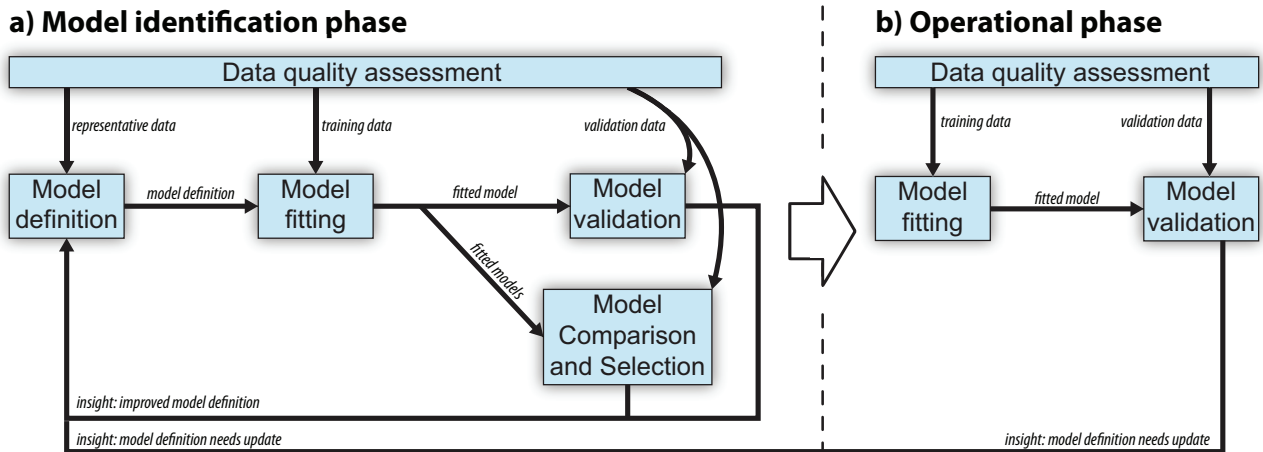 a) Model identification phase
b) Operational phase
Data quality assessment
Data quality assessment
representative data
training data
validation data
training data
validation data
Model
definition
model definition
Model
fitting
fitted model
Model
validation
Model
fitting
fitted model
Model
validation
fitted models
Model
Comparison
and Selection
insight: improved model definition
insight: model definition needs update
insight: model definition needs update